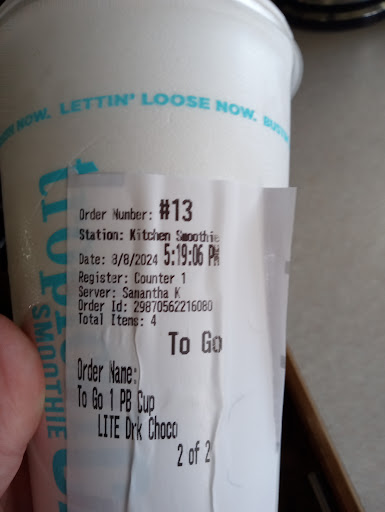 NOW. LETTIN' LOOSE NOW.
TROPIC
SMOOTHIE
Order Number: #13
Station: Kitchen Smoothie
Date: 8/8/2024 5:19:06 PM
Register: Counter 1
Server: Samantha K
Order Id: 29870562216080
Total Items: 4
To Go
Order Name:
To Go 1 PB Cup
LITE Drk Choco
2 of 2